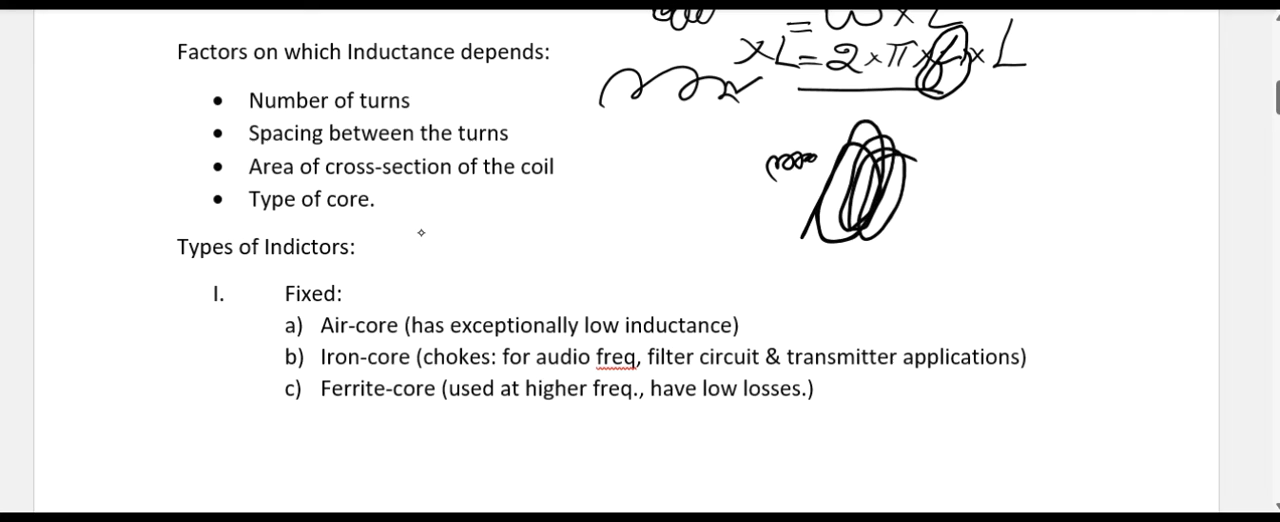 = W x L
Factors on which Inductance depends:
XL = 2 x π x f x L
• Number of turns
• Spacing between the turns
• Area of cross-section of the coil
• Type of core.
Types of Indictors:
I. Fixed:
a) Air-core (has exceptionally low inductance)
b) Iron-core (chokes: for audio freq, filter circuit & transmitter applications)
c) Ferrite-core (used at higher freq., have low losses.)